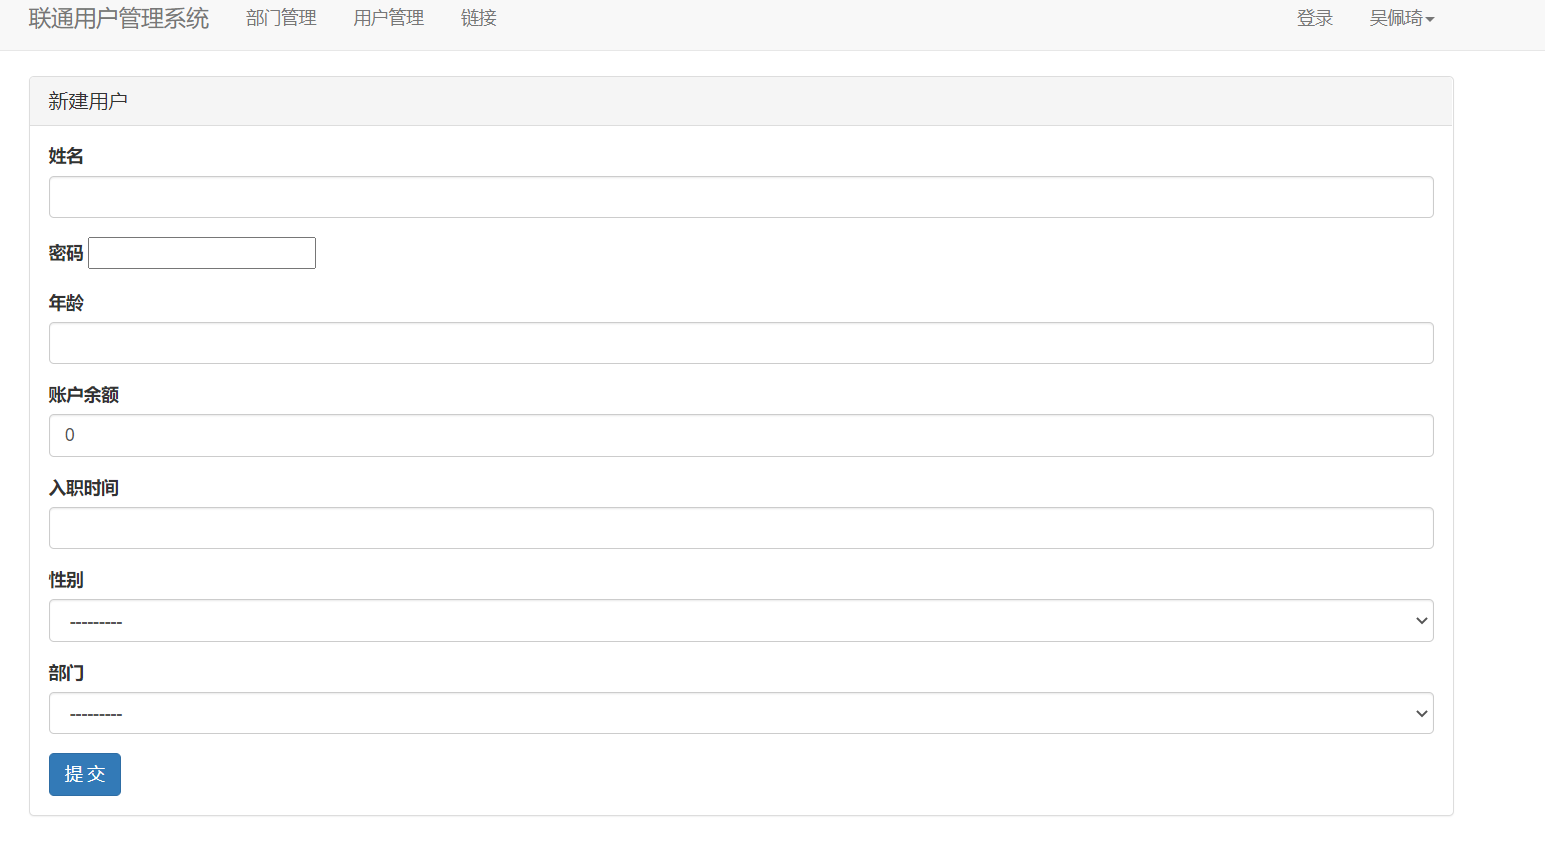 联通用户管理系统 部门管理 用户管理 链接 登录 吴佩琦
新建用户
姓名
密码
年龄
账户余额
0
入职时间
性别
---------
部门
---------
提 交